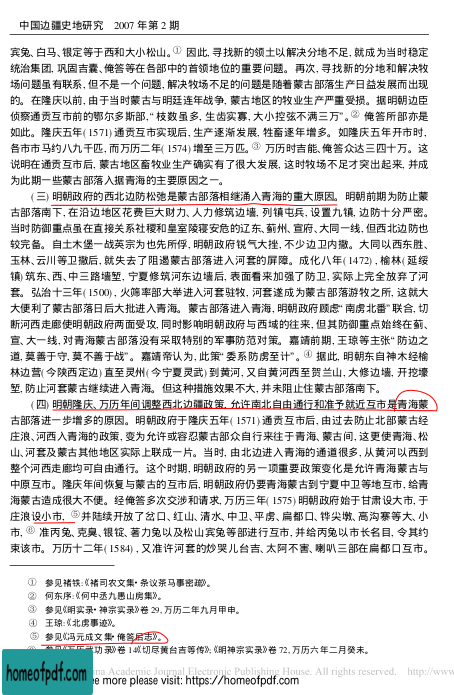 中国边疆史地研究 2007 年第 2 期
宾兔、白马、银定等于西和大小松山。① 因此,寻找新的领土以解决分地不足,就成为当时稳定
统治集团,巩固吉囊、俺答等在各部中的首领地位的重要问题。再次,寻找新的分地和解决牧
场问题虽有联系,但不是一个问题,解决牧场不足的问题是随着蒙古部落生产日益发展而出现
的。在隆庆以前,由于当时蒙古与明廷连年战争,蒙古地区的牧业生产严重受损。据明朝边臣
侦察通贡市前的鄂尔多斯部,“枝数虽多,生齿实寡,大小控弦不满三万”。② 俺答所部亦是
如此。隆庆五年(1571)通贡互市实现后,生产逐渐发展,牲畜逐年增多。如隆庆五年开市时,
各市市马约八九千匹,而万历二年(1574)增至三万匹。③ 万历时吉能,俺答众达三四十万。这
说明在通贡互市后,蒙古地区畜牧业生产确实有了很大发展,这时牧场不足才突出起来,并成
为此期一些蒙古部落入据青海的主要原因之一。
(三)明朝政府的西北边防松弛是蒙古部落相继涌入青海的重大原因。明朝前期为防止蒙
古部落南下,在沿边地区花费巨大财力、人力修筑边墙,列镇屯兵,设置九镇,边防十分严密。
当时防御重点虽在直接关系社稷和皇室陵寝安危的辽东、蓟州、宣府、大同一线,但西北边防也
较完备。自土木堡一战英宗为也先所俘,明朝政府锐气大挫,不少边卫内撤。大同以西东胜、
玉林、云川等卫撤后,就失去了阻遏蒙古部落进入河套的屏障。成化八年(1472),榆林(延绥
镇)筑东、西、中三路墙堑,宁夏修筑河东边墙后,表面看来加强了防卫,实际上完全放弃了河
套。弘治十三年(1500),火筛率部大举进入河套驻牧,河套遂成为蒙古部落游牧之所,这就大
大便利了蒙古部落日后大批进入青海。蒙古部落进入青海,明朝政府顾虑“南虏北番”联合,切
断河西走廊使明朝政府两面受攻,同时影响明朝政府与西域的往来,但其防御重点始终在蓟、
宣、大一线,对青海蒙古部落没有采取特别的军事防范对策。嘉靖前期,王琼等主张“防边之
道,莫善于守,莫不善于战”。嘉靖帝认为,此策“委系防虏至计”。④ 据此,明朝东自神木经榆
林边营(今陕西定边)直至灵州(今宁夏灵武)到黄河,又自黄河西至贺兰山,大修边墙,开挖壕
堑,防止河套蒙古继续进入青海。但这种措施效果不大,并未阻止住蒙古部落南下。
(四)明朝隆庆、万历年间调整西北边疆政策,允许南北自由通行和准予就近互市是青海蒙
古部落进一步增多的原因。明朝政府于隆庆五年(1571)通贡互市后,由过去防止北部蒙古经
庄浪、河西入青海的政策,变为允许或容忍蒙古部众自行来往于青海、蒙古间,这更使青海、松
山、河套及蒙古其他地区实际上联成一片。当时,由北边进入青海的通道很多,从黄河以西到
整个河西走廊均可自由通行。这个时期,明朝政府的另一项重要政策变化是允许青海蒙古与
中原互市。隆庆年间恢复与蒙古的互市后,明朝政府仍要青海蒙古到宁夏中卫等地互市,给青
海蒙古造成很大不便。经俺答多次交涉和请求,万历三年(1575)明朝政府始于甘肃设大市,于
庄浪设小市,⑤并陆续开放了岔口、红山、清水、中卫、平虏、扁都口、铧尖墩、高沟寨等大、小
市,⑥ 准丙兔、克臭、银锭、著力兔以及松山宾兔等部进行互市,并给丙兔以市长名目,令其约
束该市。万历十二年(1584),又准许河套的炒哭儿台吉、太阿不害、喇叭三部在扁都口互市。
① 参见褚铁:《褚司农文集·条议茶马事密疏》。
② 何东序:《何中丞九愚山房集》。
③ 参见《明实录·神宗实录》卷 29,万历二年九月甲申。
④ 王琼:《北虏事迹》。
⑤ 参见《冯元成文集·俺答后志》。
功录》卷 14《切尽黄台吉等传》;《明神宗实录》卷 72,万历六年二月癸未。
na Academic Journal Electronic Publishing House. All rights reserved. http://www
homeofpdf.com
more please visit: https://homeofpdf.com